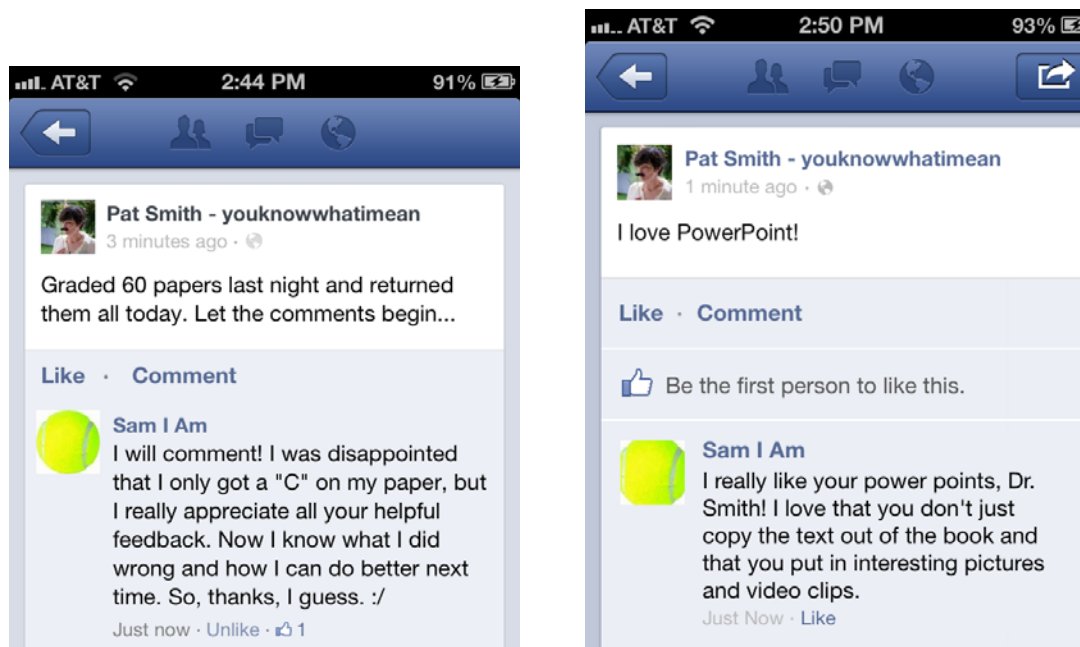 AT&T 2:44 PM 91%
Pat Smith - youknowwhatimean
3 minutes ago ·
Graded 60 papers last night and returned
them all today. Let the comments begin...
Like · Comment
Sam I Am
I will comment! I was disappointed
that I only got a "C" on my paper, but
I really appreciate all your helpful
feedback. Now I know what I did
wrong and how I can do better next
time. So, thanks, I guess. :/
Just now · Unlike · 1
AT&T 2:50 PM 93%
Pat Smith - youknowwhatimean
1 minute ago ·
I love PowerPoint!
Like · Comment
Be the first person to like this.
Sam I Am
I really like your power points, Dr.
Smith! I love that you don't just
copy the text out of the book and
that you put in interesting pictures
and video clips.
Just Now · Like